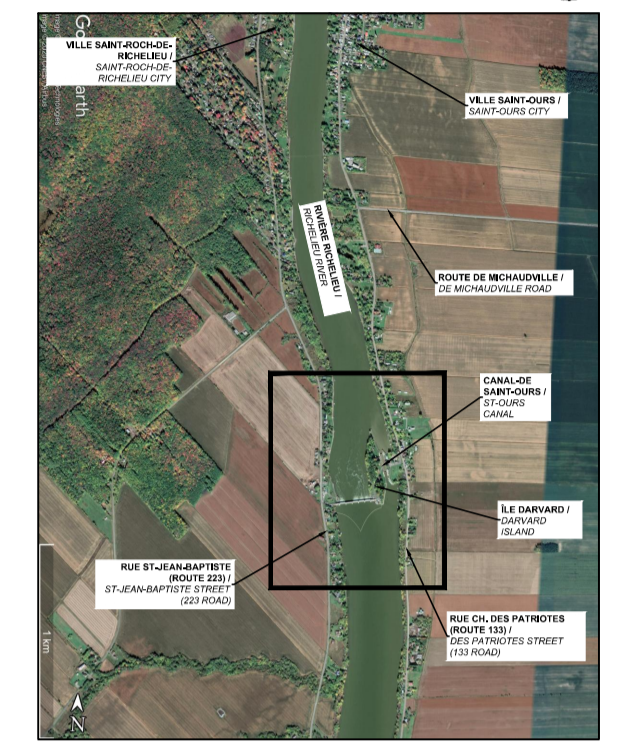 VILLE SAINT-ROCH-DE-
RICHELIEU /
SAINT-ROCH-DE-
RICHELIEU CITY
VILLE SAINT-OURS /
SAINT-OURS CITY
RIVIÈRE RICHELIEU /
RICHELIEU RIVER
ROUTE DE MICHAUDVILLE /
DE MICHAUDVILLE ROAD
CANAL-DE
SAINT-OURS /
ST-OURS
CANAL
ÎLE DARVARD /
DARVARD
ISLAND
RUE ST-JEAN-BAPTISTE
(ROUTE 223) /
ST-JEAN-BAPTISTE STREET
(223 ROAD)
RUE CH. DES PATRIOTES
(ROUTE 133) /
DES PATRIOTES STREET
(133 ROAD)
1 km
N